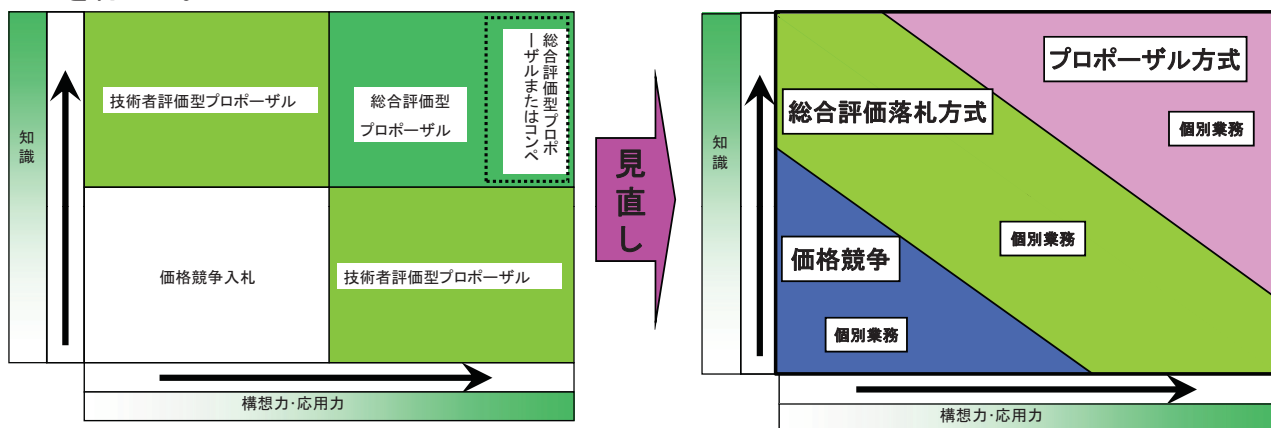 知識
技術者評価型プロポーザル
総合評価型
プロポーザル
総合評価型プロポ
ーザルまたはコンペ
価格競争入札
技術者評価型プロポーザル
構想力・応用力
見直し
知識
プロポーザル方式
個別業務
総合評価落札方式
個別業務
価格競争
個別業務
構想力・応用力